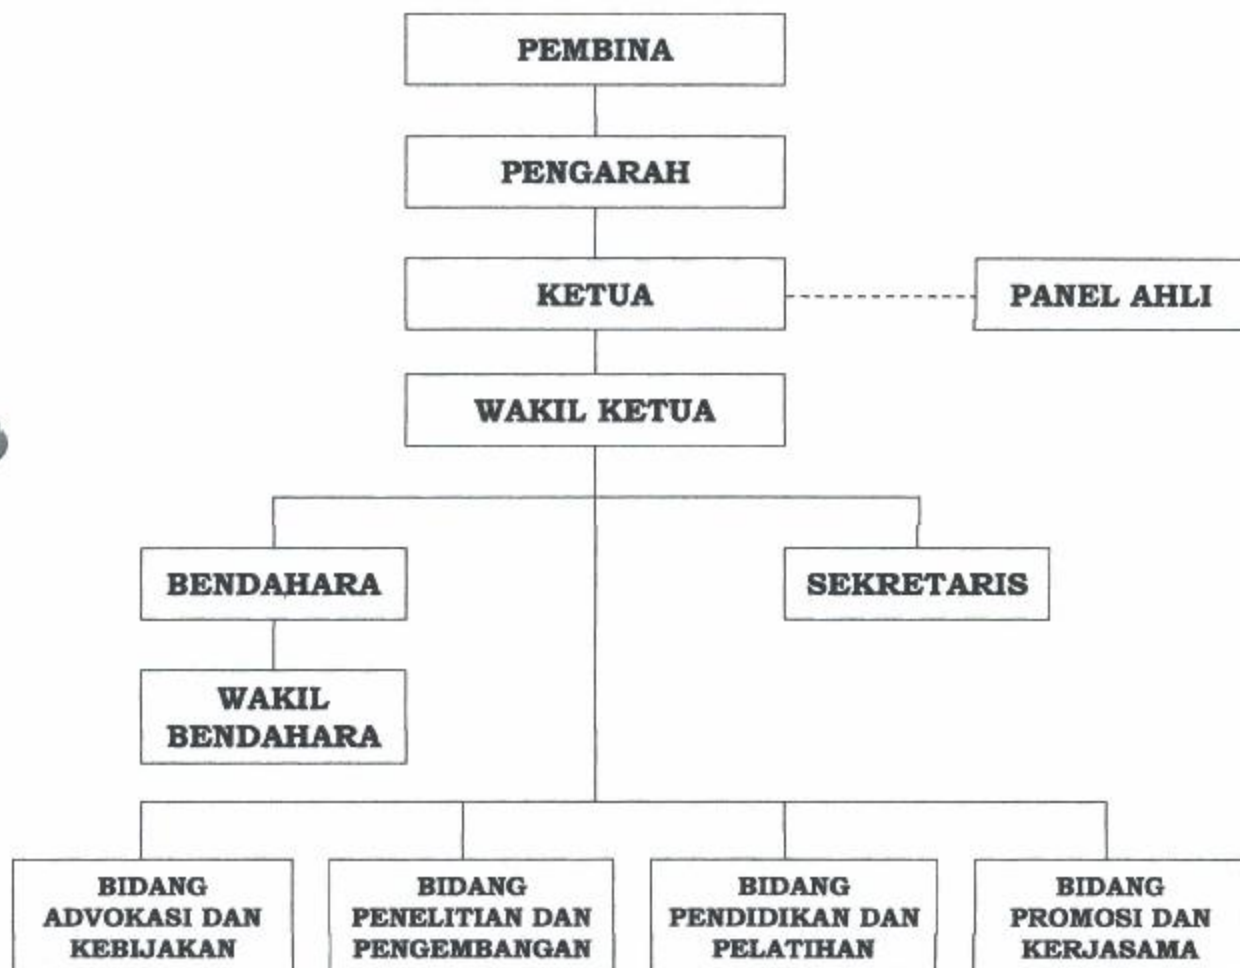 PEMBINA
PENGARAH
KETUA
PANEL AHLI
WAKIL KETUA
BENDAHARA
SEKRETARIS
WAKIL
BENDAHARA
BIDANG
ADVOKASI DAN
KEBIJAKAN
BIDANG
PENELITIAN DAN
PENGEMBANGAN
BIDANG
PENDIDIKAN DAN
PELATIHAN
BIDANG
PROMOSI DAN
KERJASAMA